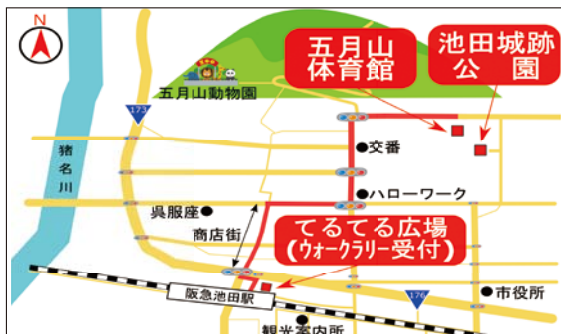 N
五月山
体育館
池田城跡
公園
五月山動物園
173
猪名川
交番
ハローワーク
呉服座
商店街
てるてる広場
(ウォークラリー受付)
阪急池田駅
176
市役所
観光案内所